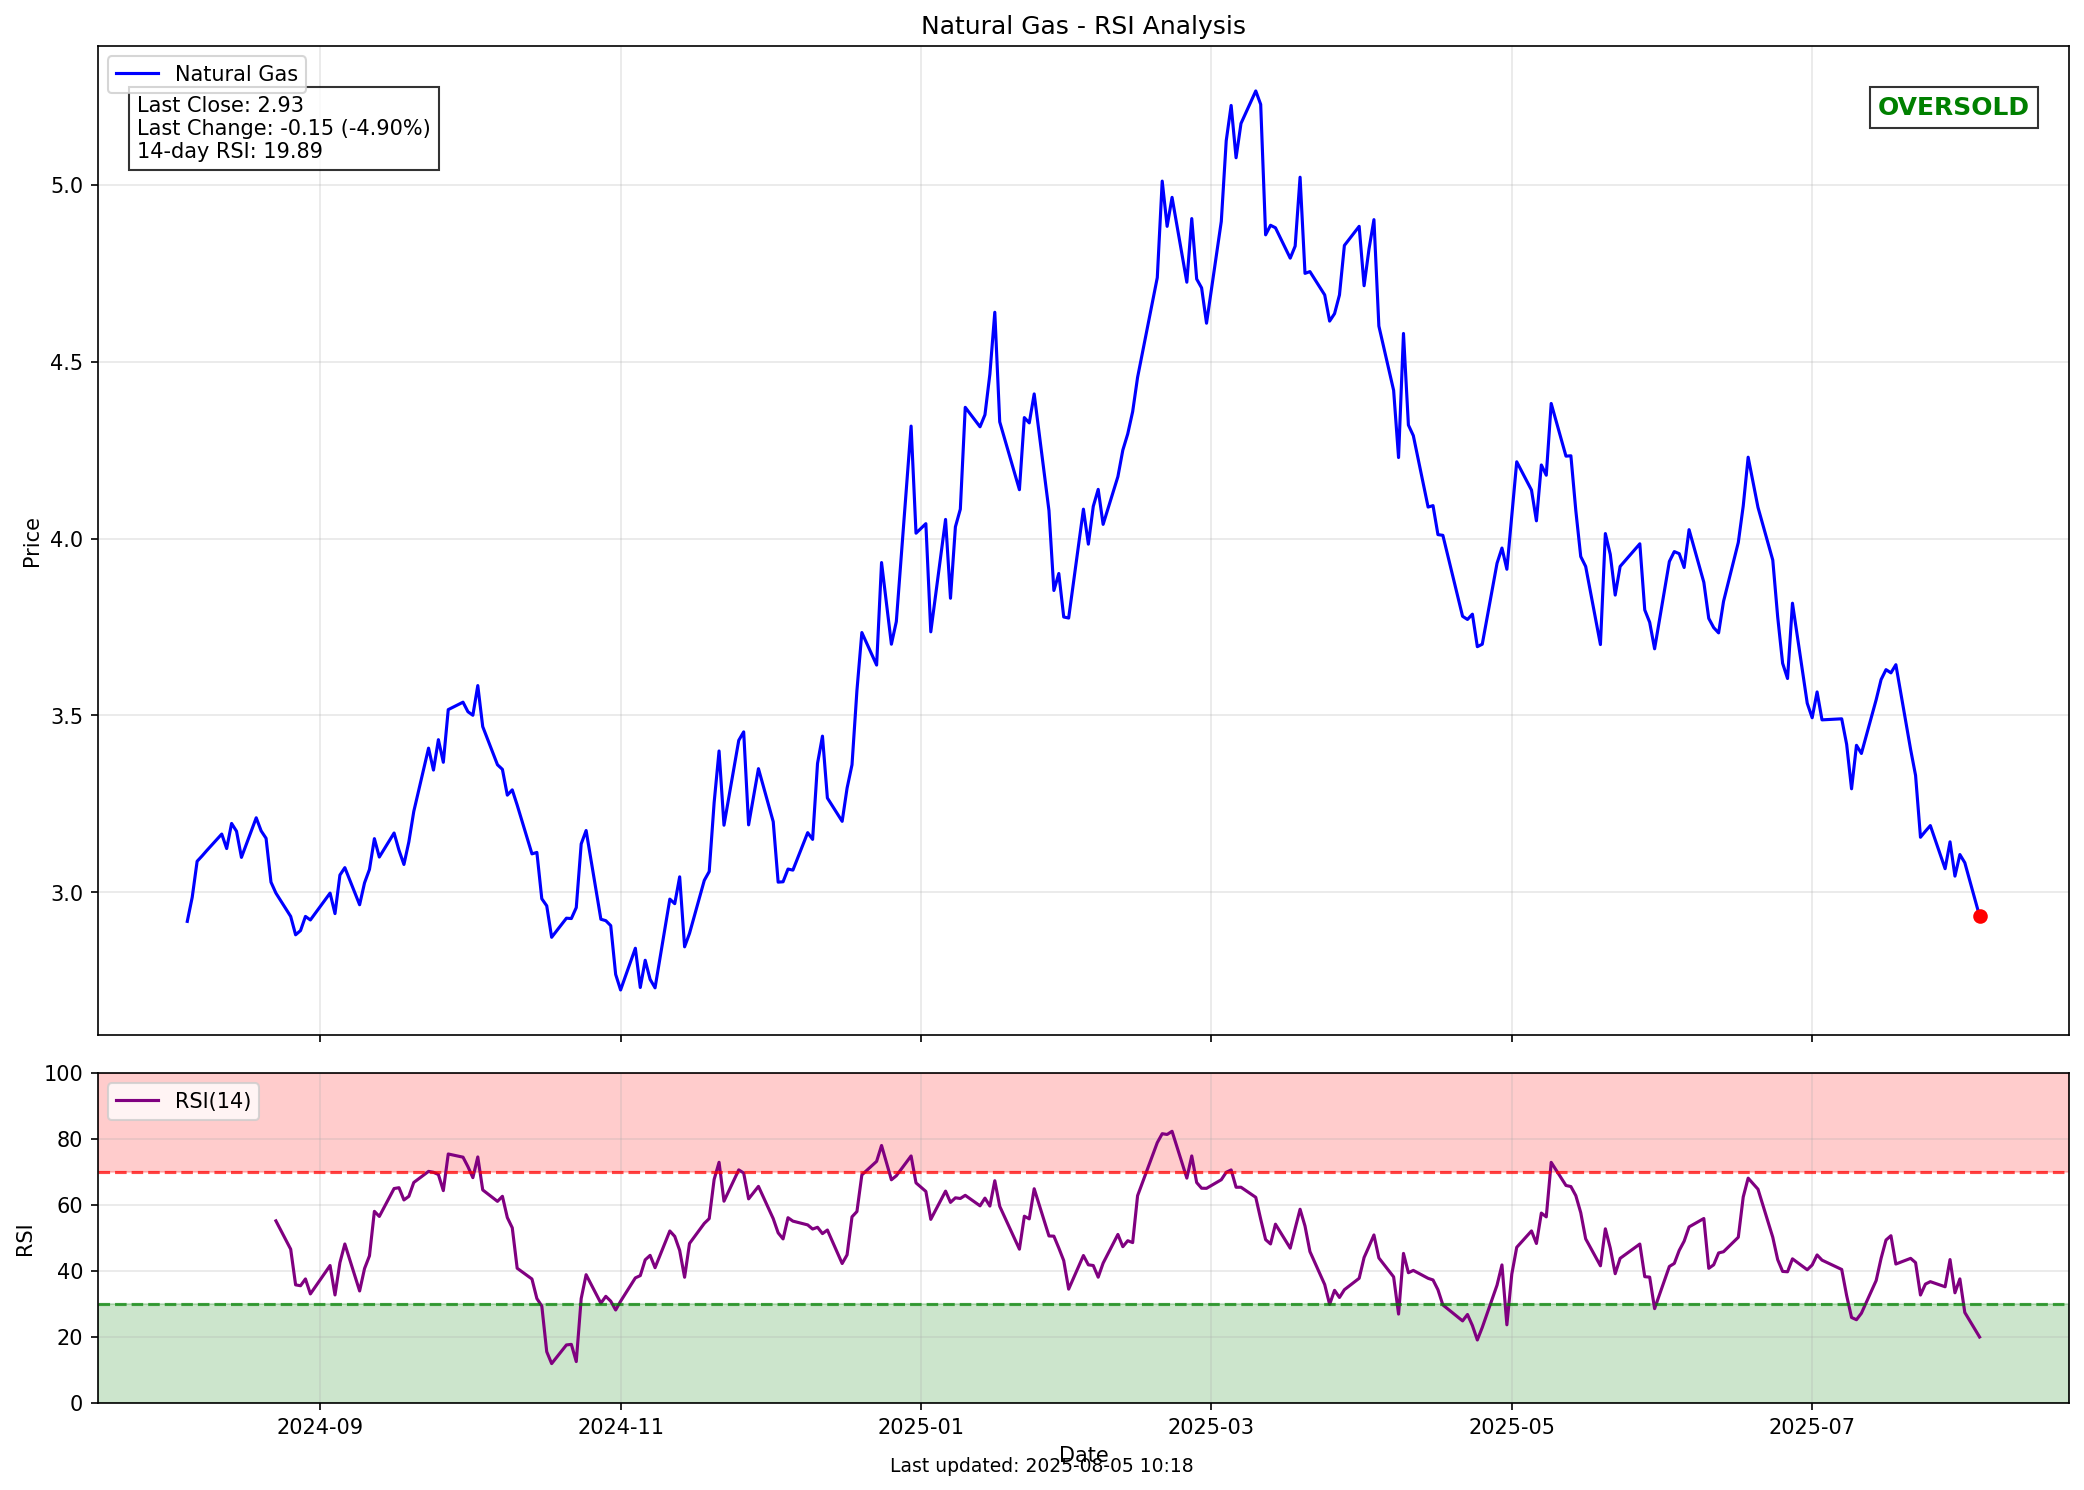 Natural Gas - RSI Analysis
Natural Gas
Last Close: 2.93
Last Change: -0.15 (-4.90%)
14-day RSI: 19.89
OVERSOLD
Price
5.0
4.5
4.0
3.5
3.0
RSI(14)
RSI
100
80
60
40
20
0
2024-09
2024-11
2025-01
2025-03
2025-05
2025-07
Date
Last updated: 2025-08-05 10:18